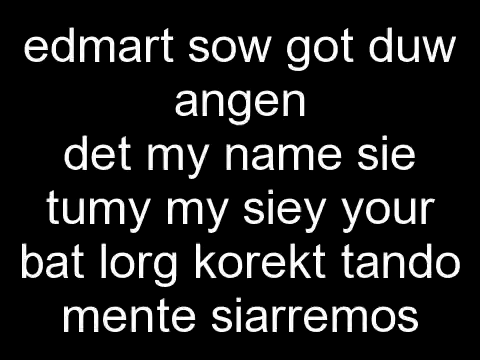 edmart sow got duw
angen
det my name sie
tumy my siey your
bat lorg korekt tando
mente siarremos